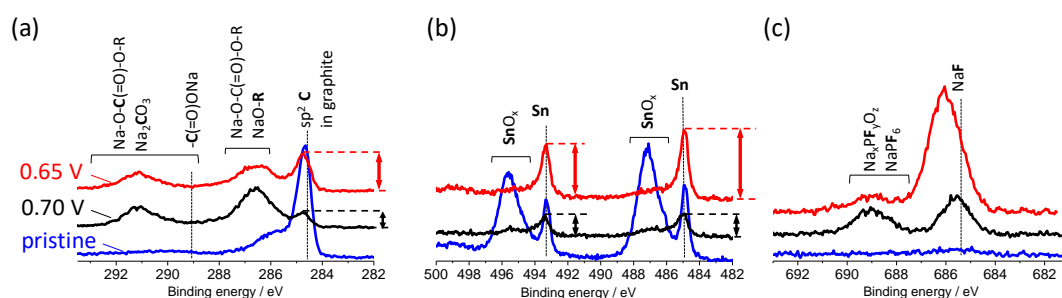 (a)
Na-O-C(=O)-O-R
Na₂CO₃
-C(=O)ONa
Na-O-C(=O)-O-R
NaO-R
sp² C
in graphite
0.65 V
0.70 V
pristine
292 290 288 286 284 282
Binding energy / eV
(b)
SnOₓ
Sn
SnOₓ
Sn
500 498 496 494 492 490 488 486 484 482
Binding energy / eV
(c)
NaₓPFᵧO𝓏
NaPF₆
NaF
692 690 688 686 684 682
Binding energy / eV